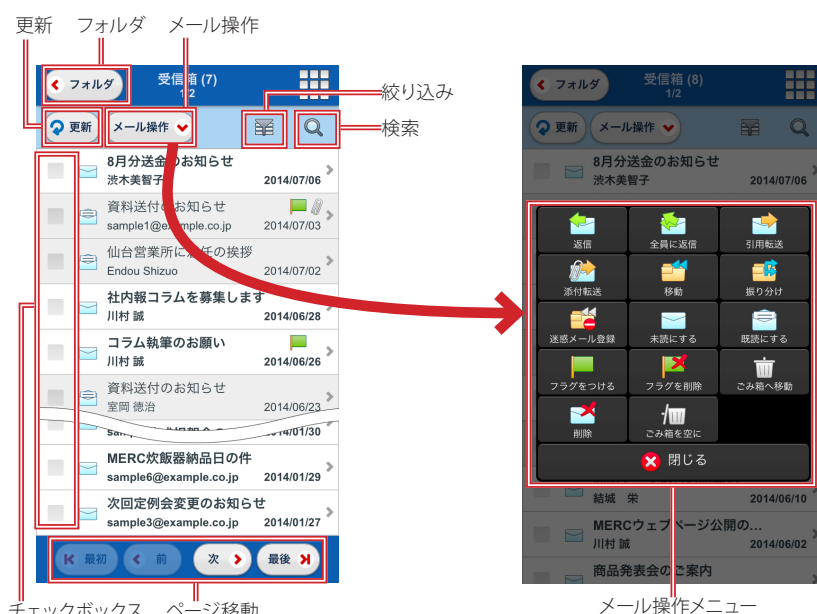 更新 フォルダ メール操作
フォルダ
受信箱 (7)
1/2
更新
メール操作
絞り込み
検索
8月分送金のお知らせ
渋木美智子 2014/07/06
資料送付のお知らせ
sample1@example.co.jp 2014/07/03
仙台営業所に の挨拶
Endou Shizuo 2014/07/02
社内報コラムを募集します
川村 誠 2014/06/28
コラム執筆のお願い
川村 誠 2014/06/26
資料送付のお知らせ
室岡 徳治 2014/06/23
2014/01/30
MERC炊飯器納品日の件
sample6@example.co.jp 2014/01/29
次回定例会変更のお知らせ
sample3@example.co.jp 2014/01/27
最初 前 次 最後
チェックボックス ページ移動
フォルダ
受信箱 (8)
1/2
更新
メール操作
8月分送金のお知らせ
渋木美智子 2014/07/06
返信 全員に返信 引用転送
添付転送 移動 振り分け
迷惑メール登録 未読にする 既読にする
フラグをつける フラグを削除 ごみ箱へ移動
削除 ごみ箱を空に
閉じる
結城 栄 2014/06/10
MERCウェブページ公開の...
川村 誠 2014/06/02
商品発表会のご案内
メール操作メニュー